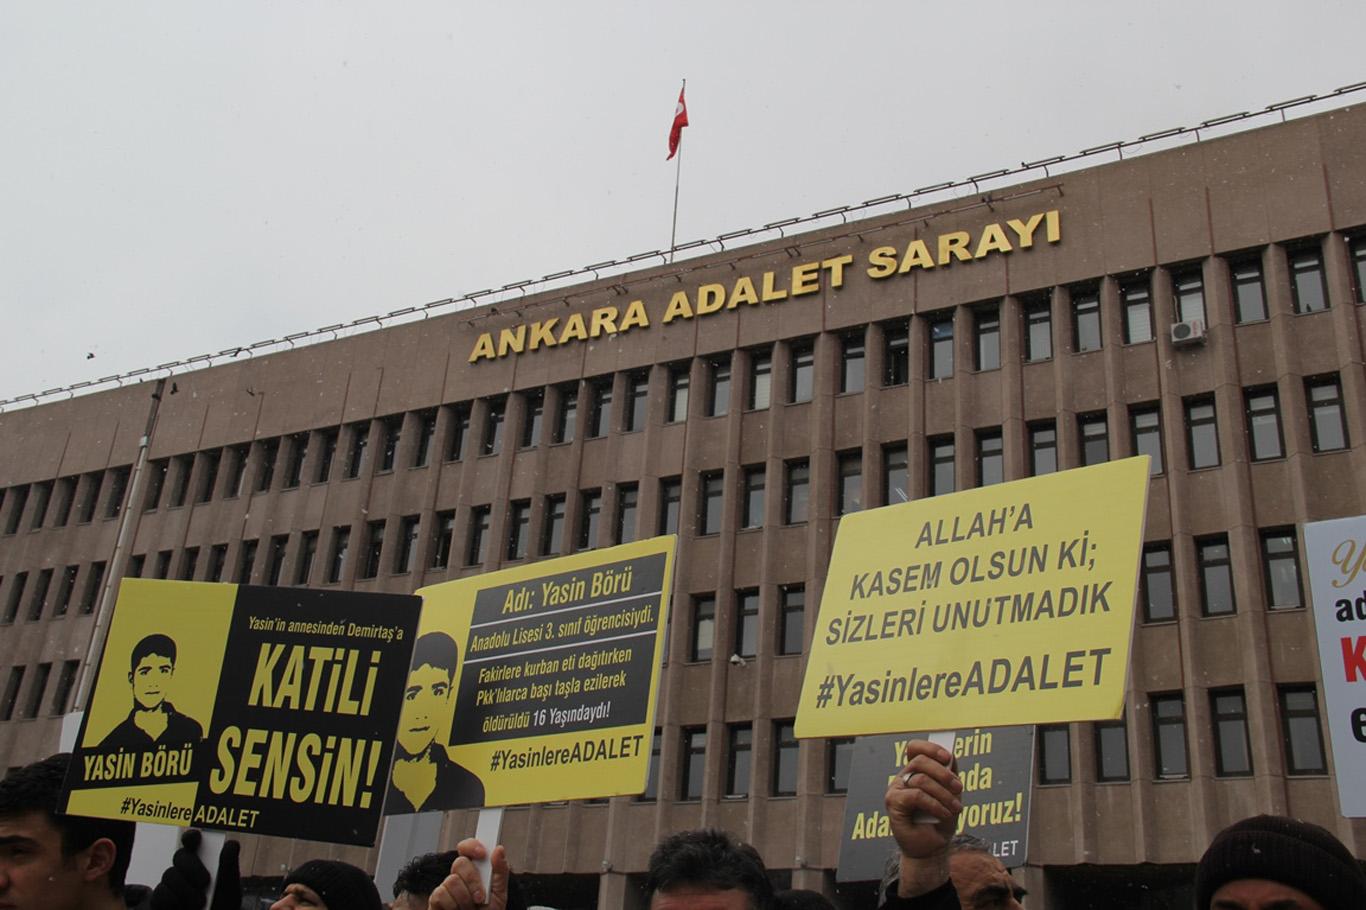 ANKARA ADALET SARAYI
Yasin'in annesinden Demirtaş'a
KATİLİ
SENSİN!
YASİN BÖRÜ
#YasinlereADALET
Adı: Yasin Börü
Anadolu Lisesi 3. sınıf öğrencisiydi.
Fakirlere kurban eti dağıtırken
Pkk'lılarca başı taşla ezilerek
öldürüldü 16 Yaşındaydı!
#YasinlereADALET
ALLAH'A
KASEM OLSUN Kİ;
SİZLERİ UNUTMADIK
#YasinlereADALET